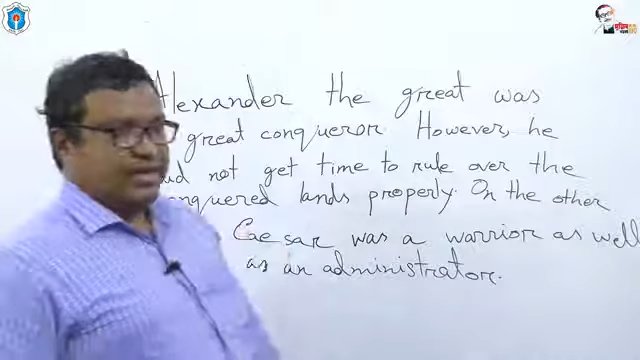 Alexander the great was
great conqueror. However, he
did not get time to rule over the
conquered lands properly. On the other
Caesar was a warrior as well
as an administrator.